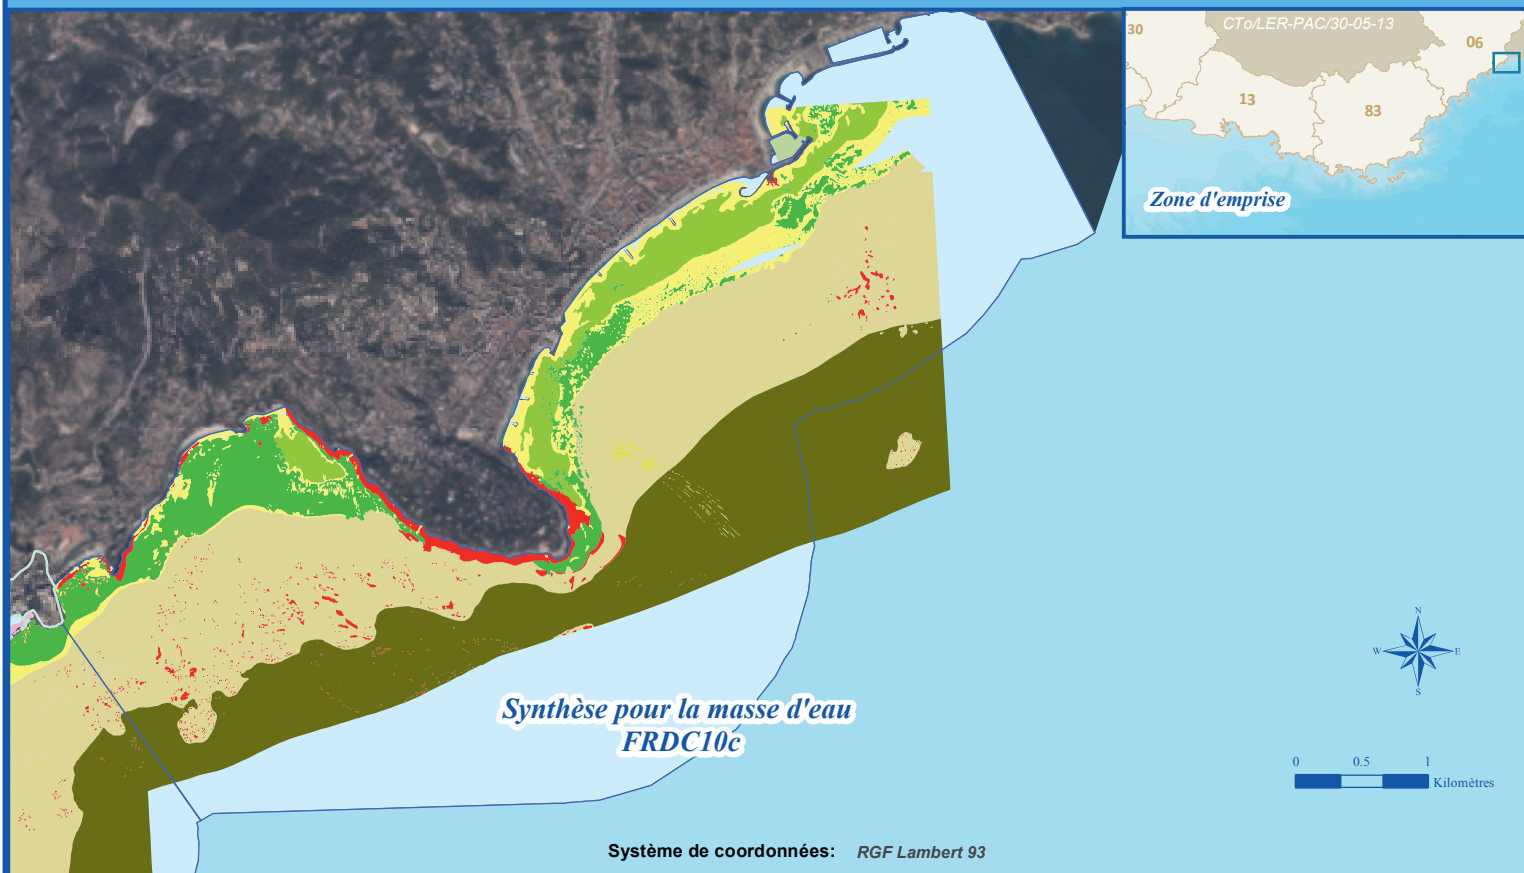 CTo/LER-PAC/30-05-13
30
06
13
83
Zone d'emprise
N
W
E
S
Synthèse pour la masse d'eau
FRDC10c
0
0.5
1
Kilomètres
Système de coordonnées: RGF Lambert 93